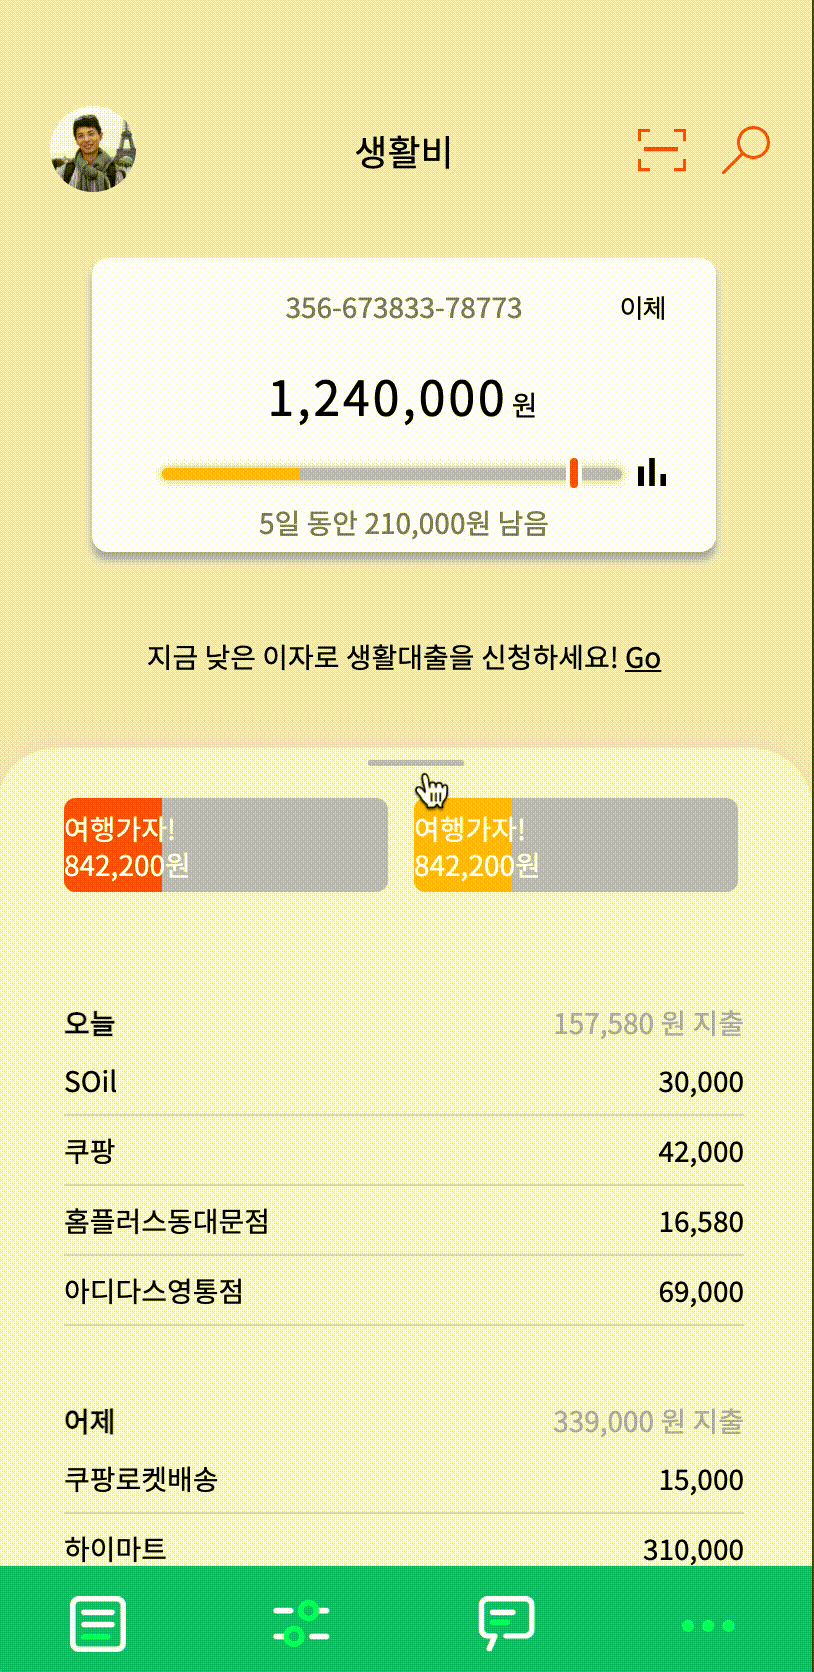 생활비
356-673833-78773 이체
1,240,000 원
5일 동안 210,000원 남음
지금 낮은 이자로 생활대출을 신청하세요! Go
여행가자!
842,200원
여행가자!
842,200원
오늘 157,580 원 지출
SOil 30,000
쿠팡 42,000
홈플러스동대문점 16,580
아디다스영통점 69,000
어제 339,000 원 지출
쿠팡로켓배송 15,000
하이마트 310,000